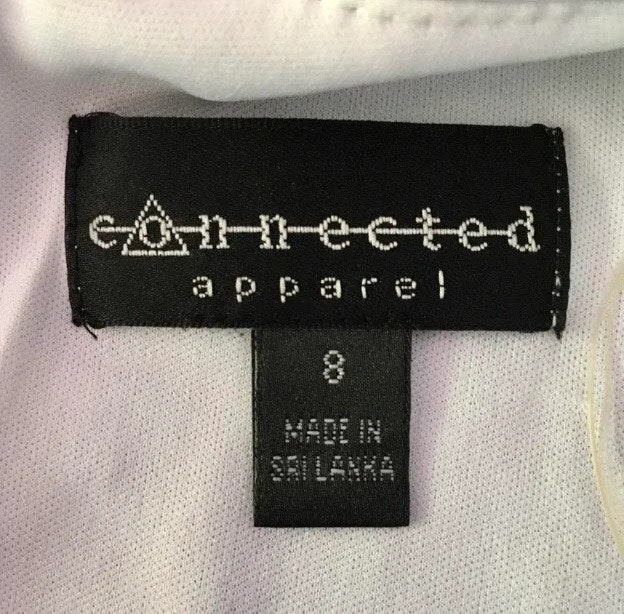 connected
apparel
8
MADE IN
SRI LANKA